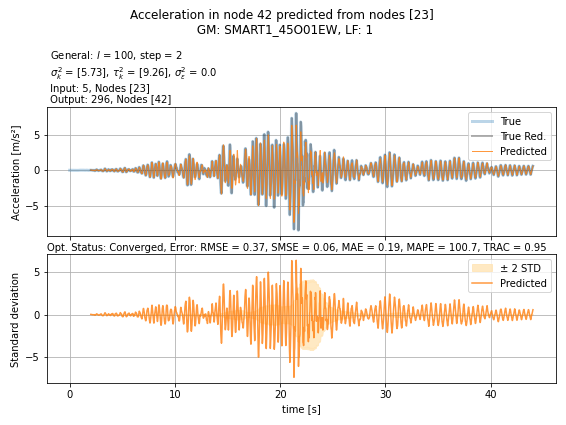 Acceleration in node 42 predicted from nodes [23]
GM: SMART1_45O01EW, LF: 1
General: l = 100, step = 2
σ²ₖ = [5.73], τ²ₖ = [9.26], σ²ε = 0.0
Input: 5, Nodes [23]
Output: 296, Nodes [42]
Acceleration [m/s²]
5
0
−5
True
True Red.
Predicted
Opt. Status: Converged, Error: RMSE = 0.37, SMSE = 0.06, MAE = 0.19, MAPE = 100.7, TRAC = 0.95
Standard deviation
5
0
−5
± 2 STD
Predicted
0 10 20 30 40
time [s]